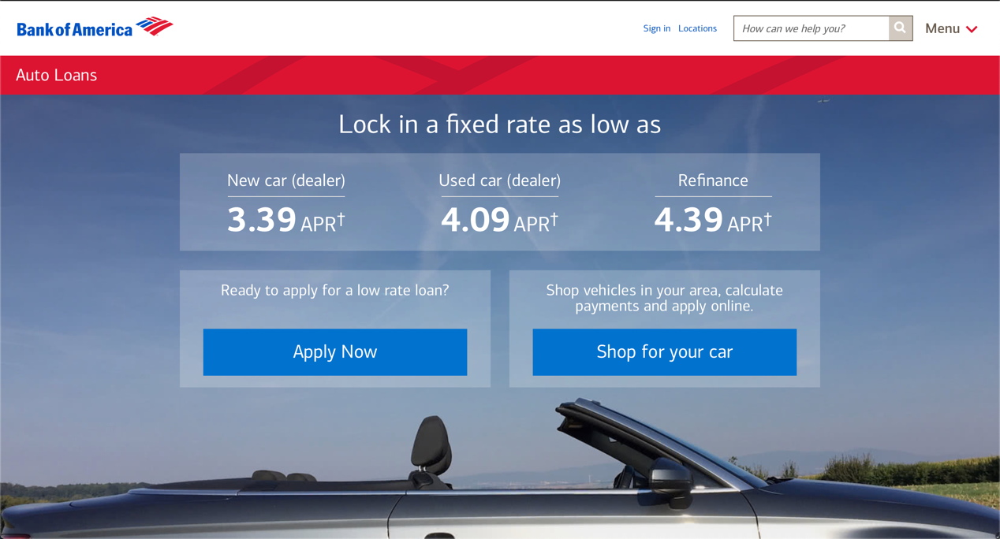 Bank of America
Sign in Locations
How can we help you?
Menu
Auto Loans
Lock in a fixed rate as low as
New car (dealer)
3.39 APR†
Used car (dealer)
4.09 APR†
Refinance
4.39 APR†
Ready to apply for a low rate loan?
Apply Now
Shop vehicles in your area, calculate
payments and apply online.
Shop for your car